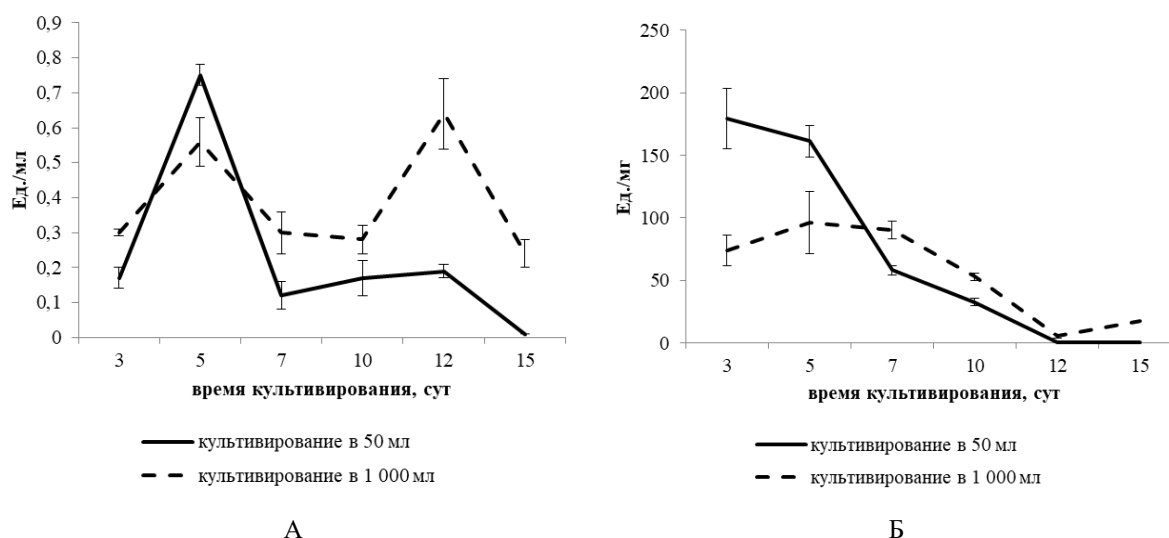 0,9
0,8
0,7
0,6
0,5
0,4
0,3
0,2
0,1
0
Ед./мл
3 5 7 10 12 15
время культивирования, сут
культивирование в 50 мл
культивирование в 1 000 мл
А
250
200
150
100
50
0
Ед./мг
3 5 7 10 12 15
время культивирования, сут
культивирование в 50 мл
культивирование в 1 000 мл
Б